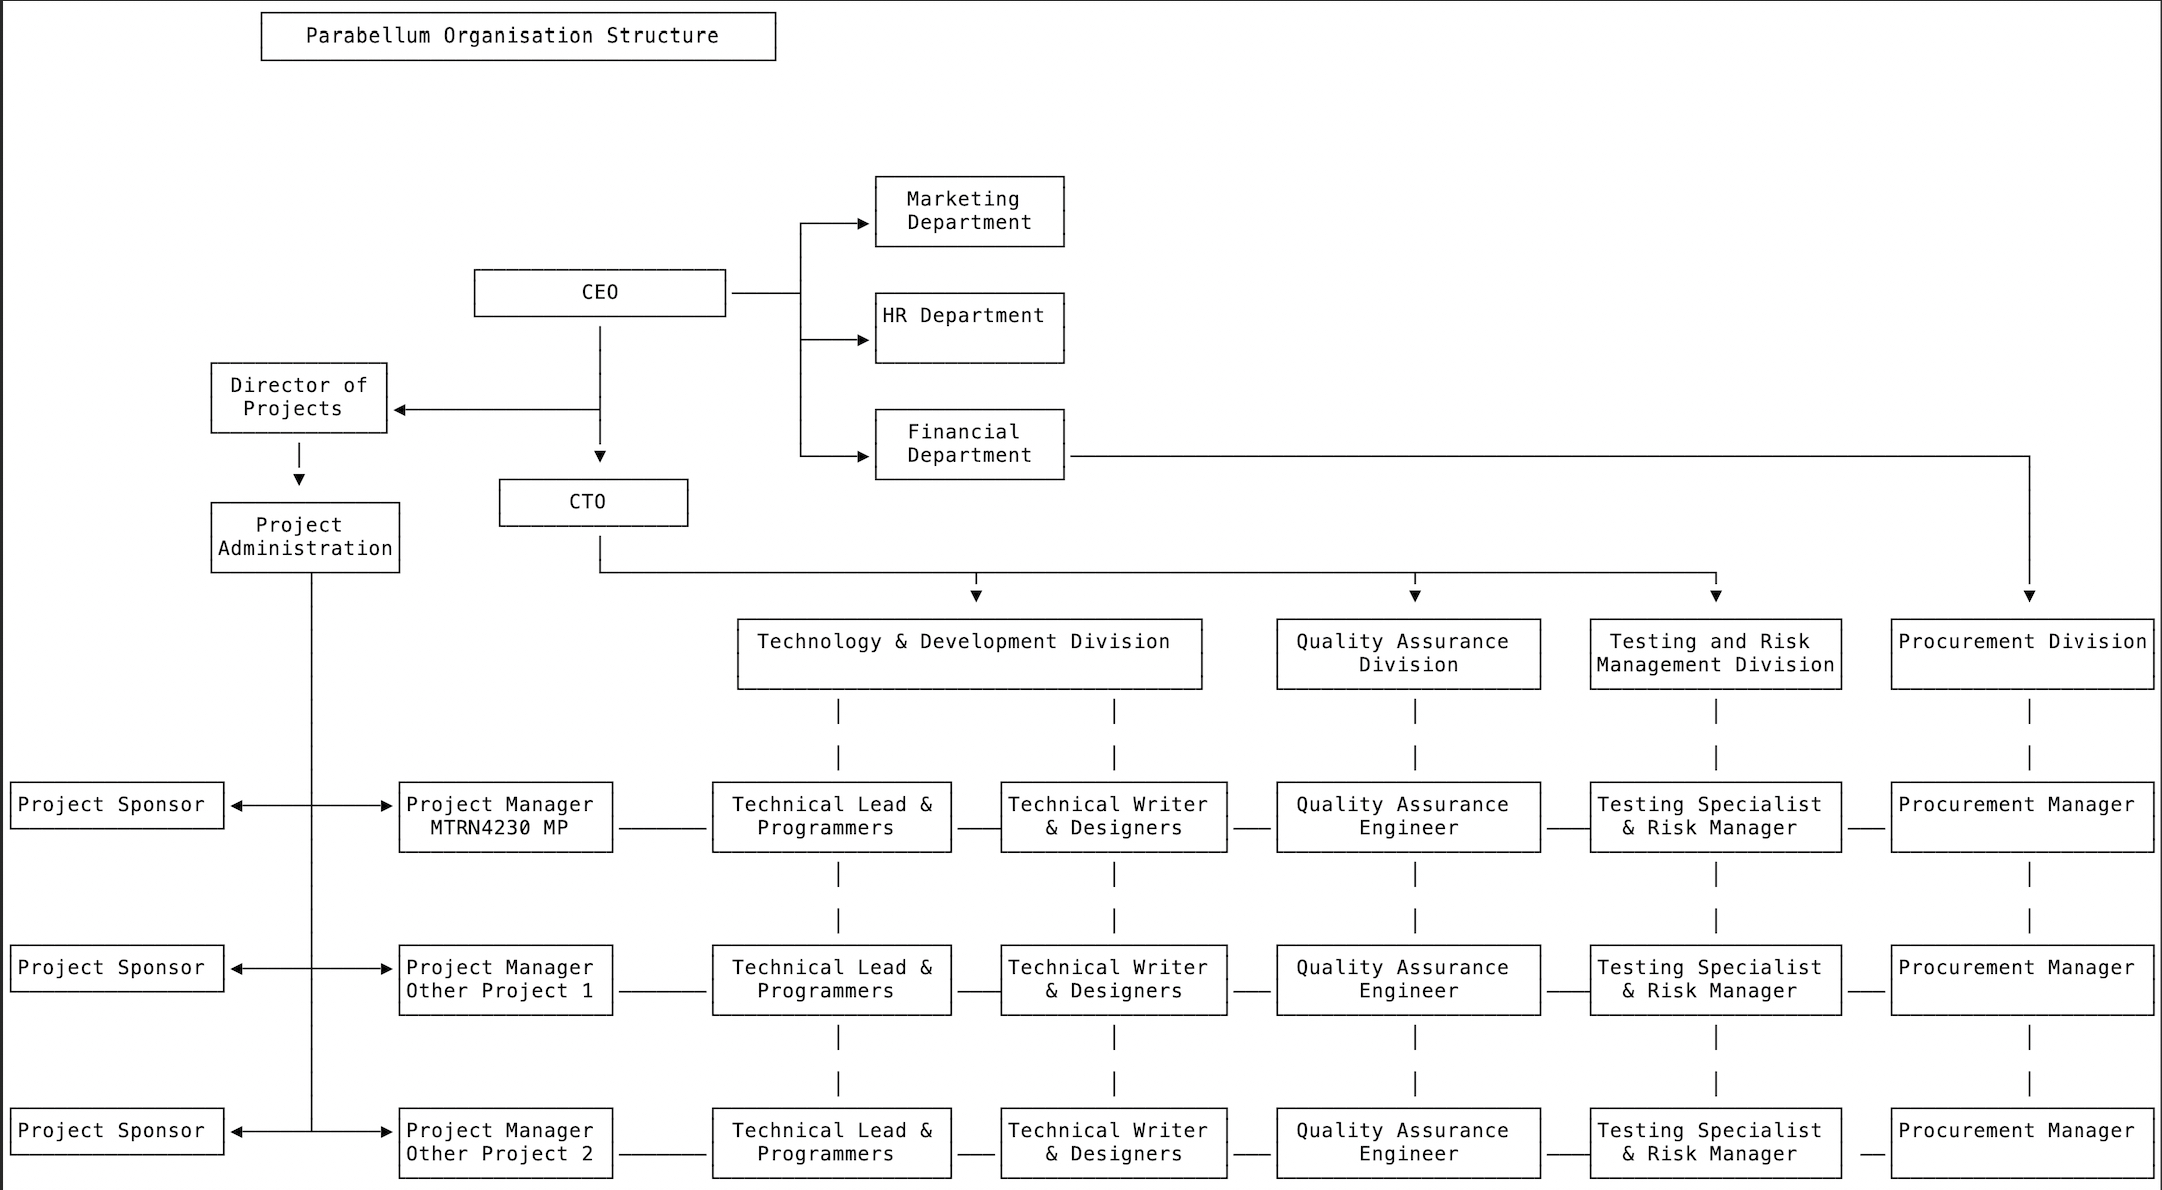 Parabellum Organisation Structure
Marketing
Department
CEO
HR Department
Director of
Projects
Financial
Department
CTO
Project
Administration
Technology & Development Division
Quality Assurance
Division
Testing and Risk
Management Division
Procurement Division
Project Sponsor
Project Manager
MTRN4230 MP
Technical Lead &
Programmers
Technical Writer
& Designers
Quality Assurance
Engineer
Testing Specialist
& Risk Manager
Procurement Manager
Project Sponsor
Project Manager
Other Project 1
Technical Lead &
Programmers
Technical Writer
& Designers
Quality Assurance
Engineer
Testing Specialist
& Risk Manager
Procurement Manager
Project Sponsor
Project Manager
Other Project 2
Technical Lead &
Programmers
Technical Writer
& Designers
Quality Assurance
Engineer
Testing Specialist
& Risk Manager
Procurement Manager